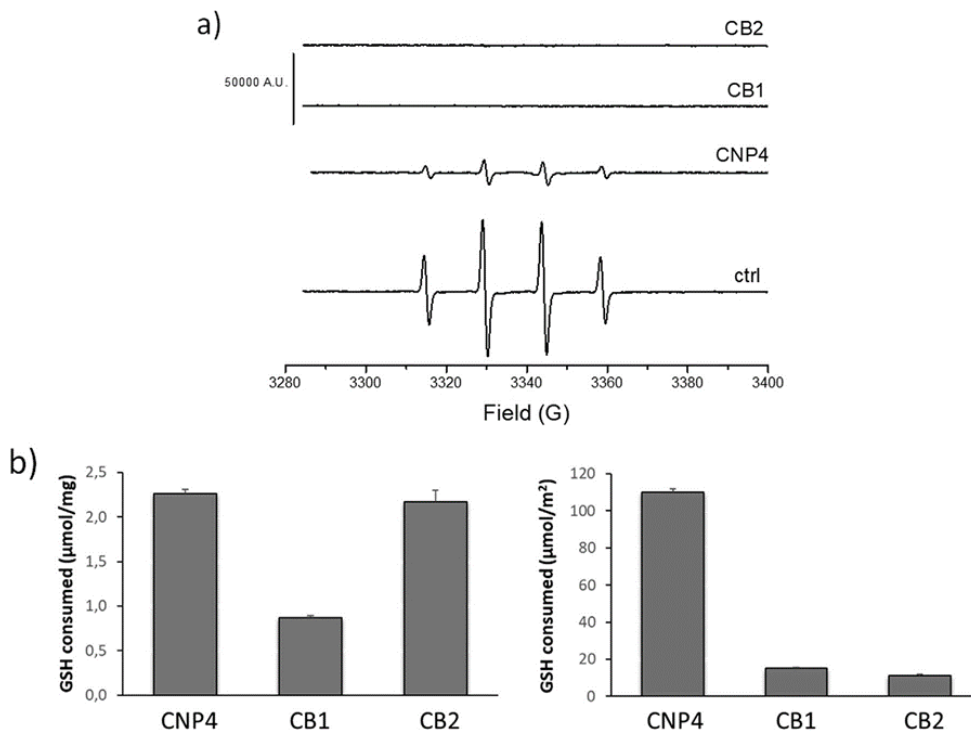 a)
CB2
50000 A.U.
CB1
CNP4
ctrl
3280 3300 3320 3340 3360 3380 3400
Field (G)
b)
GSH consumed (µmol/mg)
2,5
2,0
1,5
1,0
0,5
0,0
CNP4 CB1 CB2
GSH consumed (µmol/m²)
120
100
80
60
40
20
0
CNP4 CB1 CB2